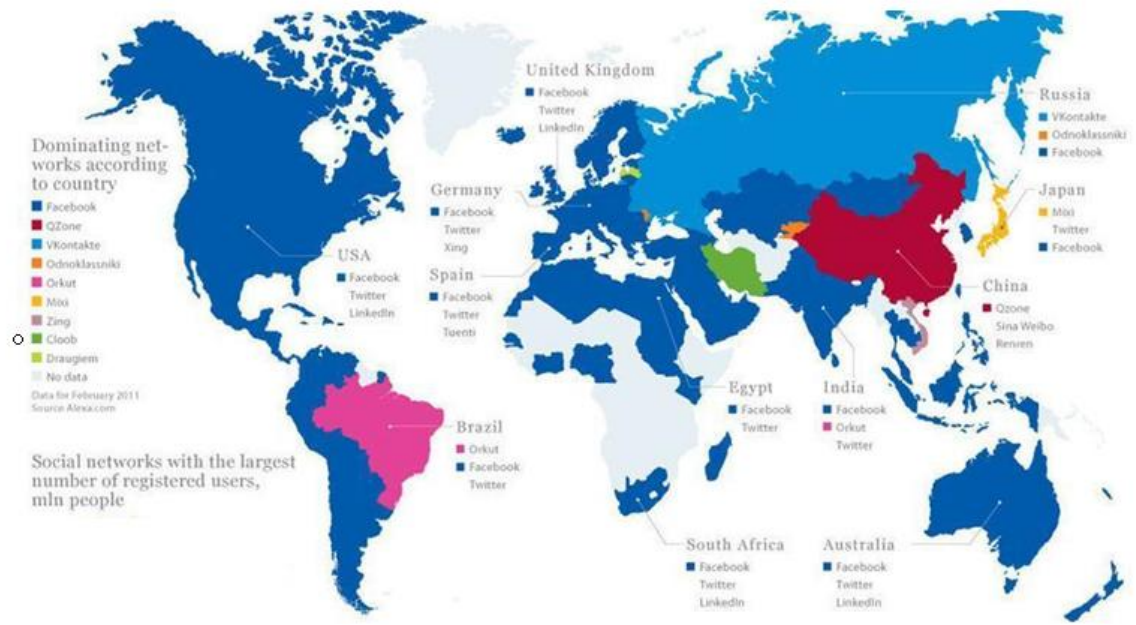 Dominating net-
works according
to country
Facebook
QZone
VKontakte
Odnoklassniki
Orkut
Mixi
Zing
Cloob
Draugiem
No data
Data for February 2011
Source Alexa.com
Social networks with the largest
number of registered users,
mln people
USA
Facebook
Twitter
LinkedIn
Brazil
Orkut
Facebook
Twitter
United Kingdom
Facebook
Twitter
LinkedIn
Germany
Facebook
Twitter
Xing
Spain
Facebook
Twitter
Tuenti
Egypt
Facebook
Twitter
South Africa
Facebook
Twitter
LinkedIn
India
Facebook
Orkut
Twitter
Australia
Facebook
Twitter
LinkedIn
Russia
VKontakte
Odnoklassniki
Facebook
Japan
Mixi
Twitter
Facebook
China
Qzone
Sina Weibo
Renren